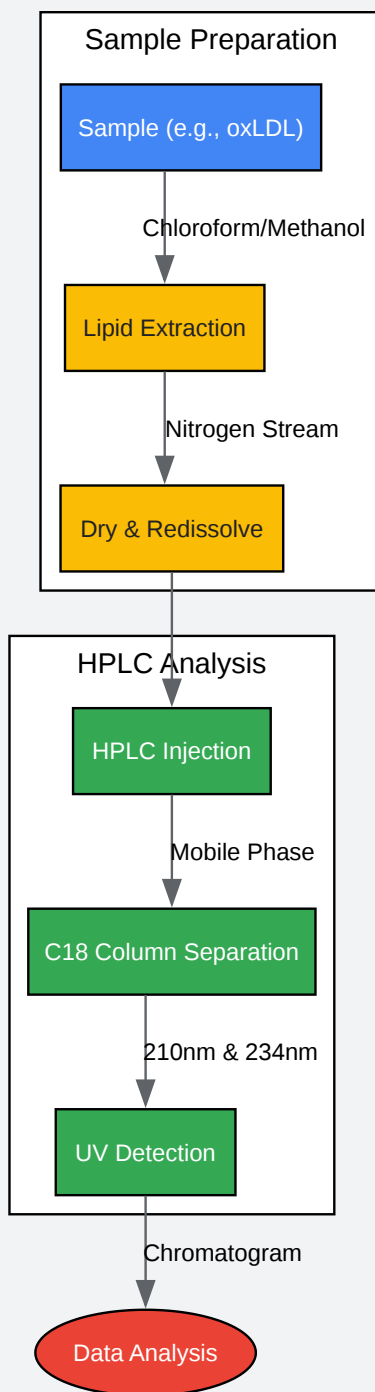 Sample Preparation
Sample (e.g., oxLDL)
Chloroform/Methanol
Lipid Extraction
Nitrogen Stream
Dry & Redissolve
HPLC Analysis
HPLC Injection
Mobile Phase
C18 Column Separation
210nm & 234nm
UV Detection
Chromatogram
Data Analysis